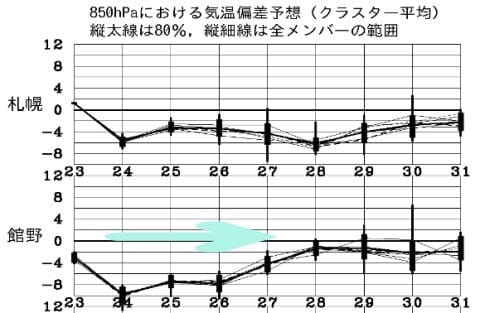 850hPaにおける気温偏差予想（クラスター平均）
縦太線は80%，縦細線は全メンバーの範囲
札幌
12
8
4
0
-4
-8
23 24 25 26 27 28 29 30 31
館野
12
8
4
0
-4
-8
-12
23 24 25 26 27 28 29 30 31